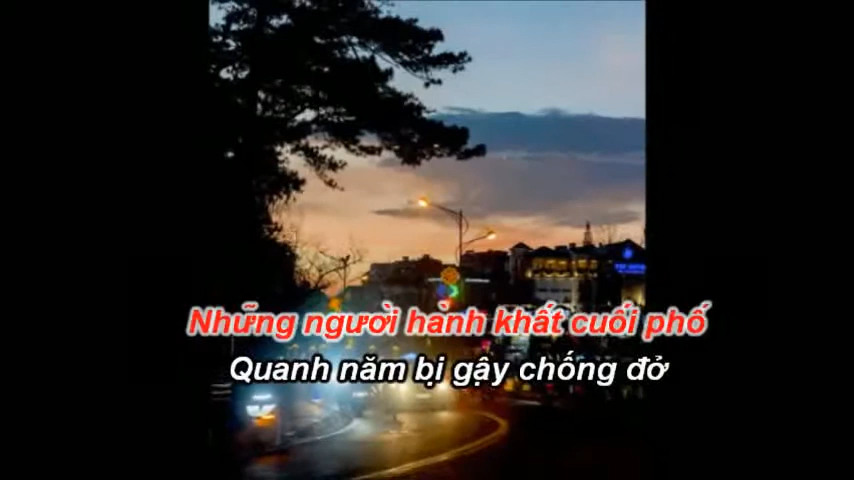 Những người hành khất cuối phố
Quanh năm bị gậy chống đở